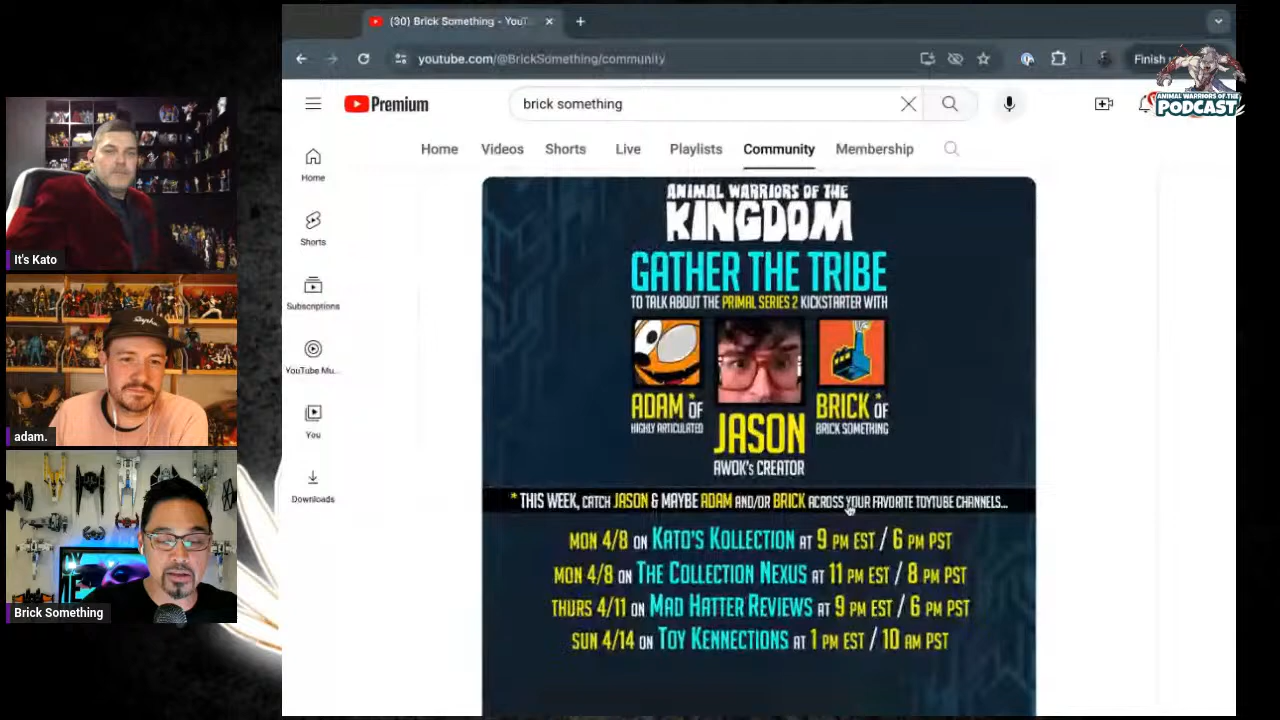 (30) Brick Something - YouT
youtube.com/@BrickSomething/community
Finish
ANIMAL WARRIORS OF THE
PODCAST
Premium
brick something
Home
Videos
Shorts
Live
Playlists
Community
Membership
Home
Shorts
Subscriptions
YouTube Mu...
You
Downloads
ANIMAL WARRIORS OF THE
KINGDOM
GATHER THE TRIBE
TO TALK ABOUT THE PRIMAL SERIES 2 KICKSTARTER WITH
ADAM* OF
HIGHLY ARTICULATED
JASON
AWOK's CREATOR
BRICK* OF
BRICK SOMETHING
* THIS WEEK, CATCH JASON & MAYBE ADAM AND/OR BRICK ACROSS YOUR FAVORITE TOYTUBE CHANNELS...
MON 4/8 ON KATO'S KOLLECTION AT 9 PM EST / 6 PM PST
MON 4/8 ON THE COLLECTION NEXUS AT 11 PM EST / 8 PM PST
THURS 4/11 ON MAD HATTER REVIEWS AT 9 PM EST / 6 PM PST
SUN 4/14 ON TOY KENNECTIONS AT 1 PM EST / 10 AM PST
It's Kato
adam.
Brick Something